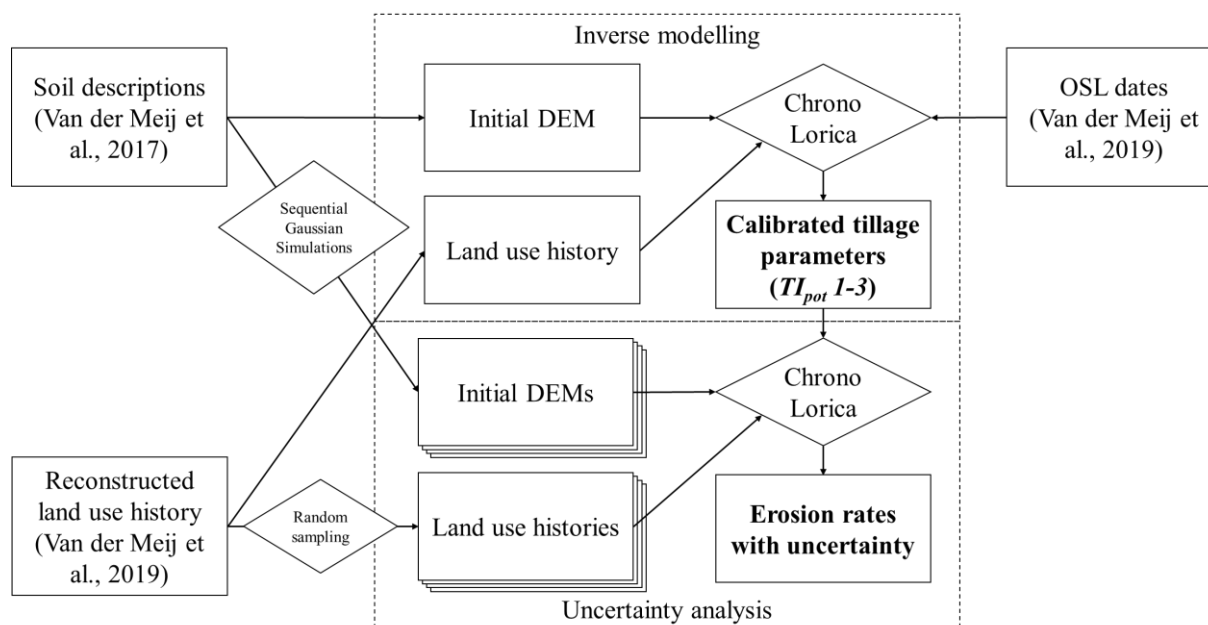 Inverse modelling
Soil descriptions
(Van der Meij et
al., 2017)
Initial DEM
Chrono
Lorica
OSL dates
(Van der Meij et
al., 2019)
Sequential
Gaussian
Simulations
Land use history
Calibrated tillage
parameters
(TIpot 1-3)
Initial DEMs
Chrono
Lorica
Reconstructed
land use history
(Van der Meij et
al., 2019)
Random
sampling
Land use histories
Erosion rates
with uncertainty
Uncertainty analysis